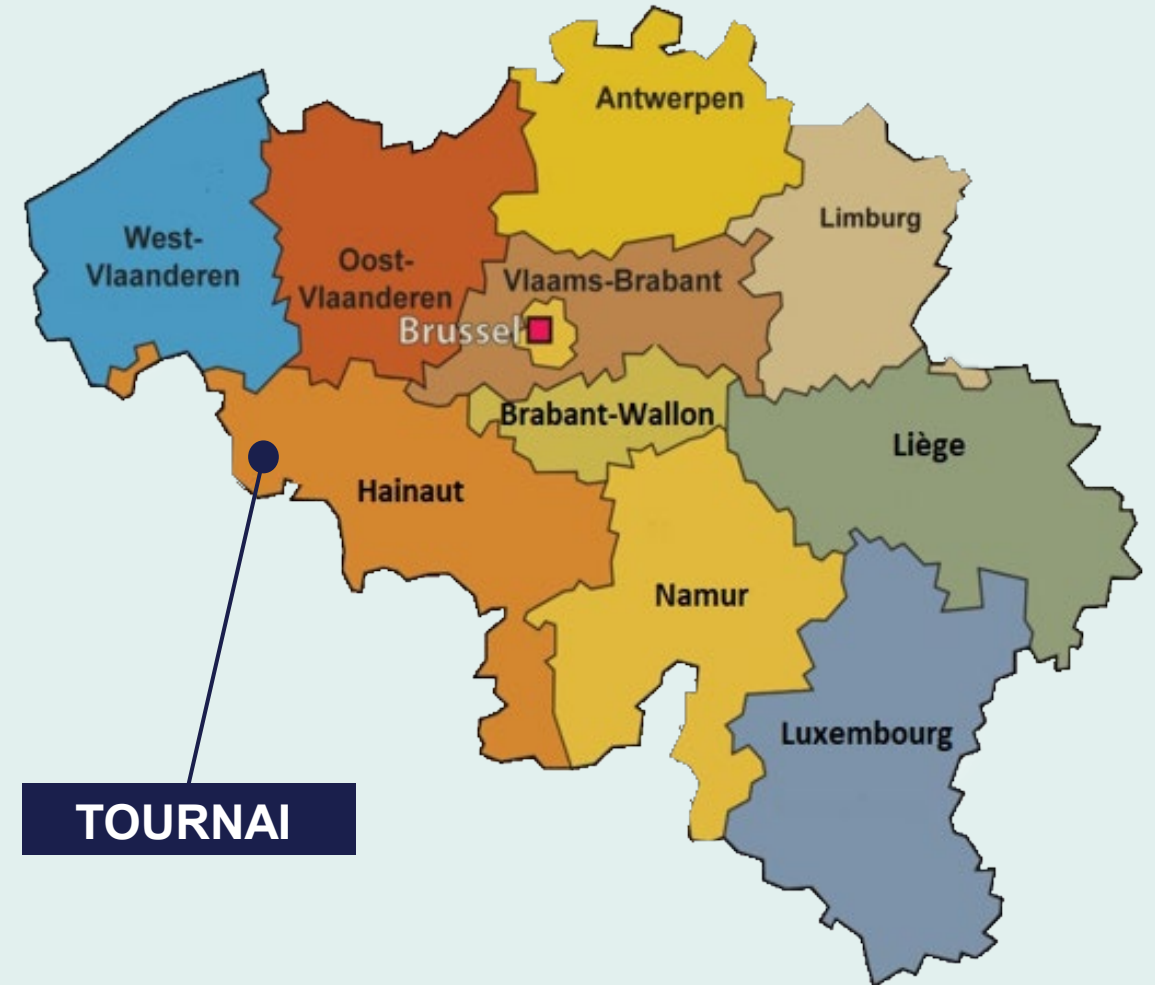 Antwerpen
Limburg
West-
Vlaanderen
Oost-
Vlaanderen
Vlaams-Brabant
Brussel
Brabant-Wallon
Liège
Hainaut
Namur
Luxembourg
TOURNAI